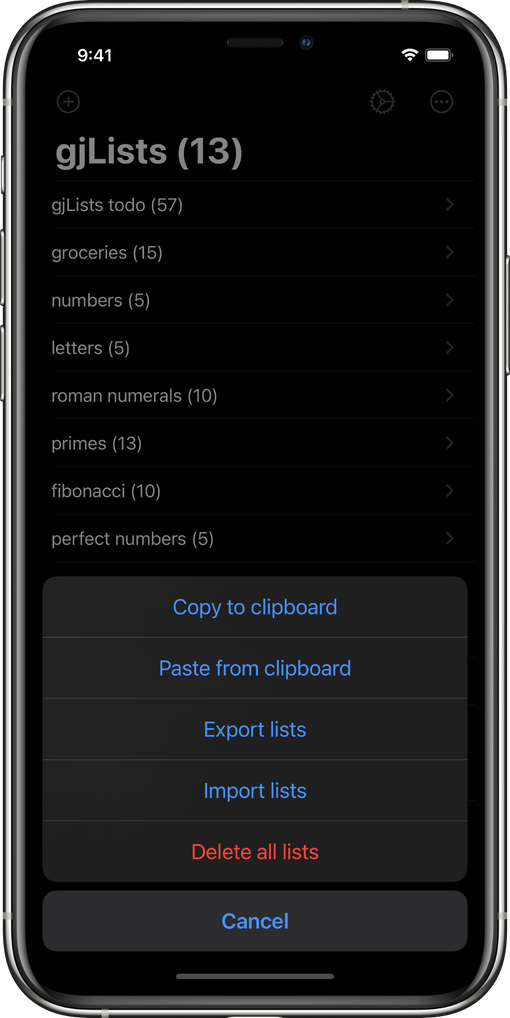 9:41
gjLists (13)
gjLists todo (57)
groceries (15)
numbers (5)
letters (5)
roman numerals (10)
primes (13)
fibonacci (10)
perfect numbers (5)
Copy to clipboard
Paste from clipboard
Export lists
Import lists
Delete all lists
Cancel